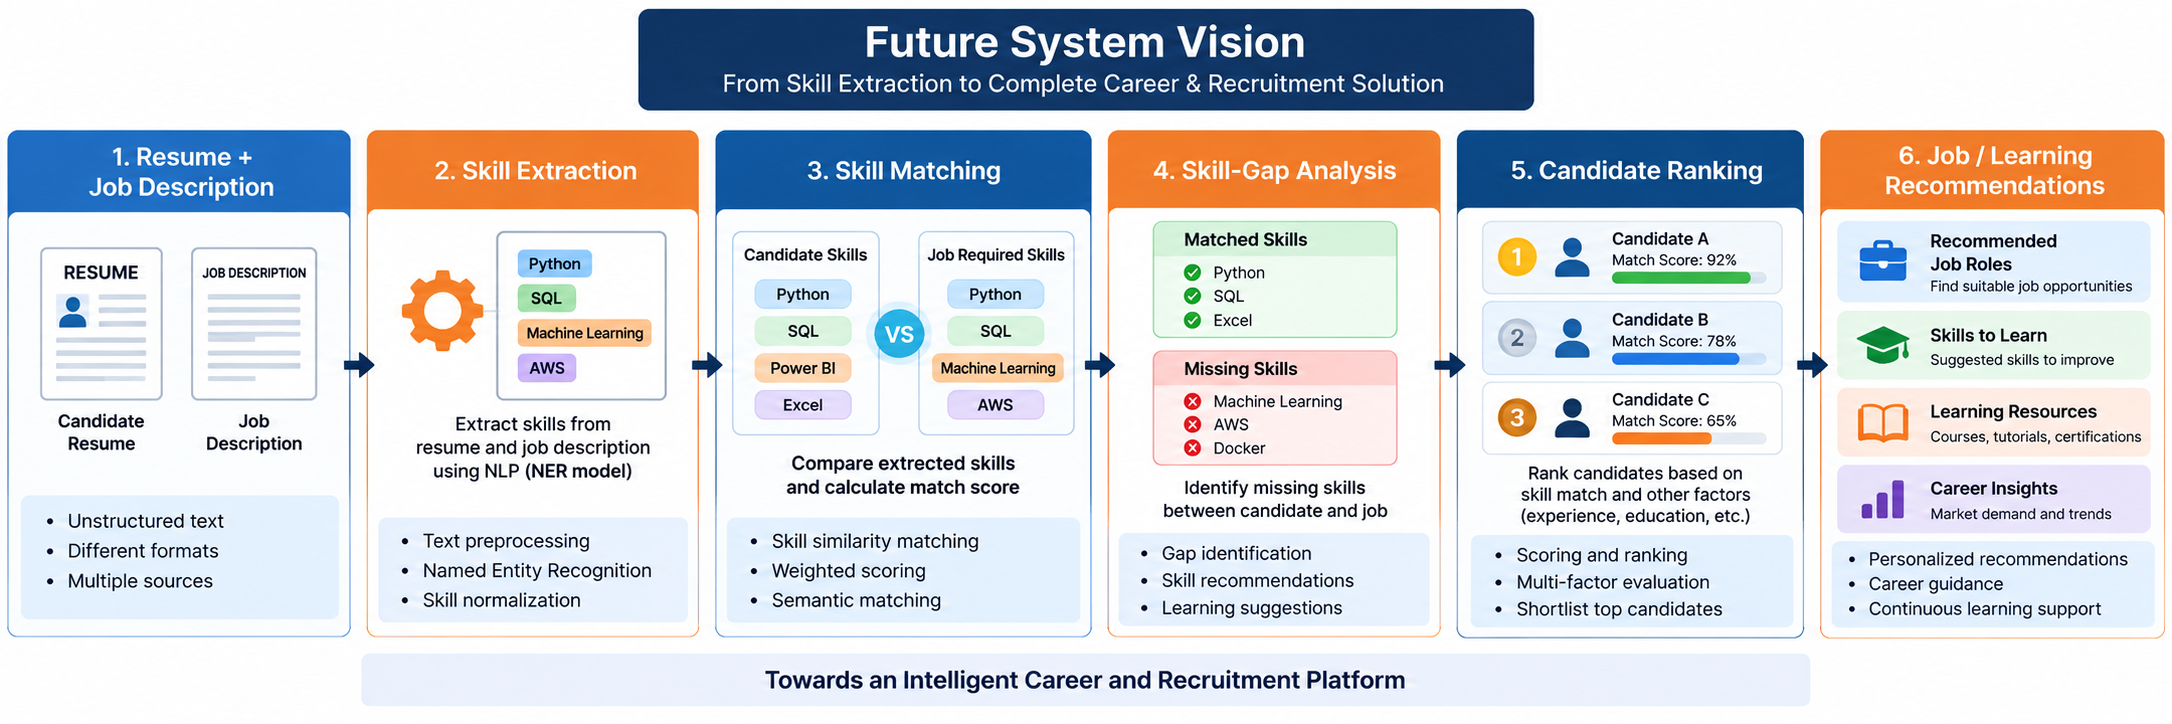 Future System Vision
From Skill Extraction to Complete Career & Recruitment Solution
1. Resume +
Job Description
RESUME
JOB DESCRIPTION
Candidate
Resume
Job
Description
• Unstructured text
• Different formats
• Multiple sources
2. Skill Extraction
Python
SQL
Machine Learning
AWS
Extract skills from
resume and job description
using NLP (NER model)
• Text preprocessing
• Named Entity Recognition
• Skill normalization
3. Skill Matching
Candidate Skills
Python
SQL
Power BI
Excel
VS
Job Required Skills
Python
SQL
Machine Learning
AWS
Compare extrected skills
and calculate match score
• Skill similarity matching
• Weighted scoring
• Semantic matching
4. Skill-Gap Analysis
Matched Skills
Python
SQL
Excel
Missing Skills
Machine Learning
AWS
Docker
Identify missing skills
between candidate and job
• Gap identification
• Skill recommendations
• Learning suggestions
5. Candidate Ranking
1
Candidate A
Match Score: 92%
2
Candidate B
Match Score: 78%
3
Candidate C
Match Score: 65%
Rank candidates based on
skill match and other factors
(experience, education, etc.)
• Scoring and ranking
• Multi-factor evaluation
• Shortlist top candidates
6. Job / Learning
Recommendations
Recommended
Job Roles
Find suitable job opportunities
Skills to Learn
Suggested skills to improve
Learning Resources
Courses, tutorials, certifications
Career Insights
Market demand and trends
• Personalized recommendations
• Career guidance
• Continuous learning support
Towards an Intelligent Career and Recruitment Platform